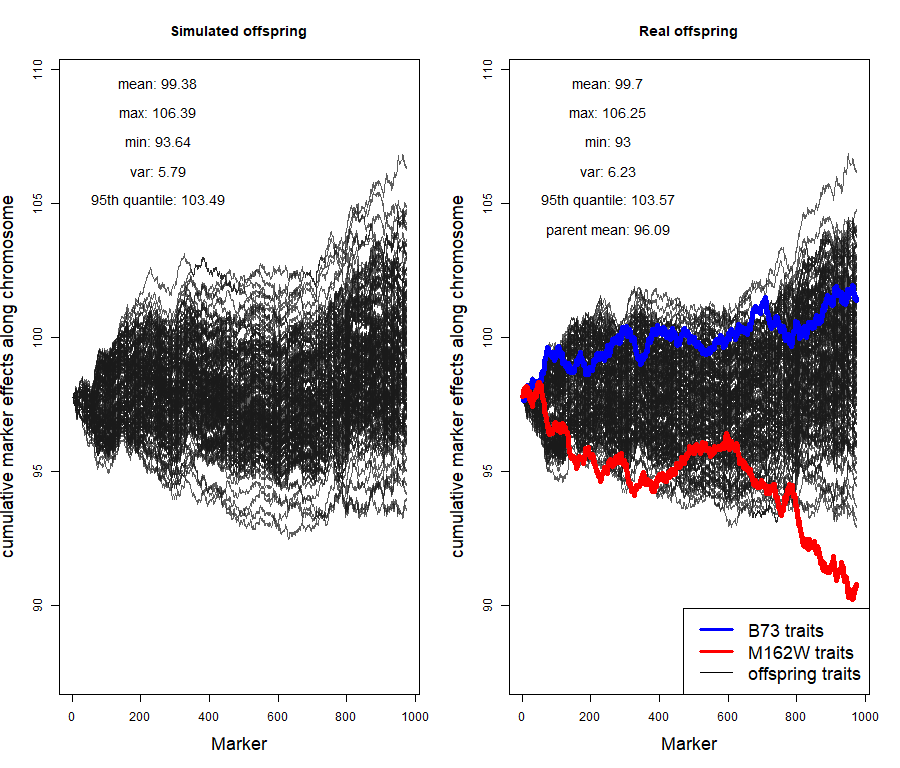 Simulated offspring
mean: 99.38
max: 106.39
min: 93.64
var: 5.79
95th quantile: 103.49
cumulative marker effects along chromosome
110
105
100
95
90
0 200 400 600 800 1000
Marker
Real offspring
mean: 99.7
max: 106.25
min: 93
var: 6.23
95th quantile: 103.57
parent mean: 96.09
cumulative marker effects along chromosome
110
105
100
95
90
B73 traits
M162W traits
offspring traits
0 200 400 600 800 1000
Marker